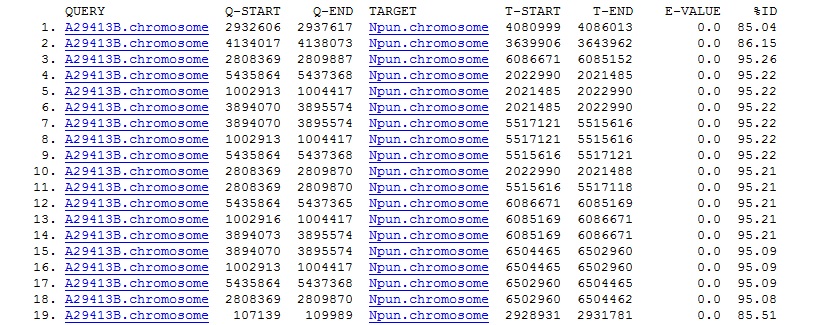 QUERY Q-START Q-END TARGET T-START T-END E-VALUE %ID
1. A29413B.chromosome 2932606 2937617 Npun.chromosome 4080999 4086013 0.0 85.04
2. A29413B.chromosome 4134017 4138073 Npun.chromosome 3639906 3643962 0.0 86.15
3. A29413B.chromosome 2808369 2809887 Npun.chromosome 6086671 6085152 0.0 95.26
4. A29413B.chromosome 5435864 5437368 Npun.chromosome 2022990 2021485 0.0 95.22
5. A29413B.chromosome 1002913 1004417 Npun.chromosome 2021485 2022990 0.0 95.22
6. A29413B.chromosome 3894070 3895574 Npun.chromosome 2021485 2022990 0.0 95.22
7. A29413B.chromosome 3894070 3895574 Npun.chromosome 5517121 5515616 0.0 95.22
8. A29413B.chromosome 1002913 1004417 Npun.chromosome 5517121 5515616 0.0 95.22
9. A29413B.chromosome 5435864 5437368 Npun.chromosome 5515616 5517121 0.0 95.22
10. A29413B.chromosome 2808369 2809870 Npun.chromosome 2022990 2021488 0.0 95.21
11. A29413B.chromosome 2808369 2809870 Npun.chromosome 5515616 5517118 0.0 95.21
12. A29413B.chromosome 5435864 5437365 Npun.chromosome 6086671 6085169 0.0 95.21
13. A29413B.chromosome 1002916 1004417 Npun.chromosome 6085169 6086671 0.0 95.21
14. A29413B.chromosome 3894073 3895574 Npun.chromosome 6085169 6086671 0.0 95.21
15. A29413B.chromosome 3894070 3895574 Npun.chromosome 6504465 6502960 0.0 95.09
16. A29413B.chromosome 1002913 1004417 Npun.chromosome 6504465 6502960 0.0 95.09
17. A29413B.chromosome 5435864 5437368 Npun.chromosome 6502960 6504465 0.0 95.09
18. A29413B.chromosome 2808369 2809870 Npun.chromosome 6502960 6504462 0.0 95.08
19. A29413B.chromosome 107139 109989 Npun.chromosome 2928931 2931781 0.0 85.51